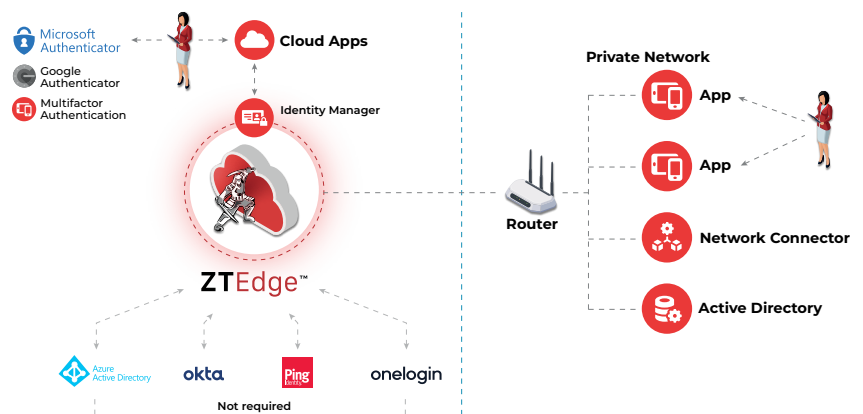 Microsoft
Authenticator
Google
Authenticator
Multifactor
Authentication
Cloud Apps
Identity Manager
ZTEdge™
Azure
Active Directory
okta
Ping
Identity
onelogin
Not required
Private Network
App
App
Router
Network Connector
Active Directory